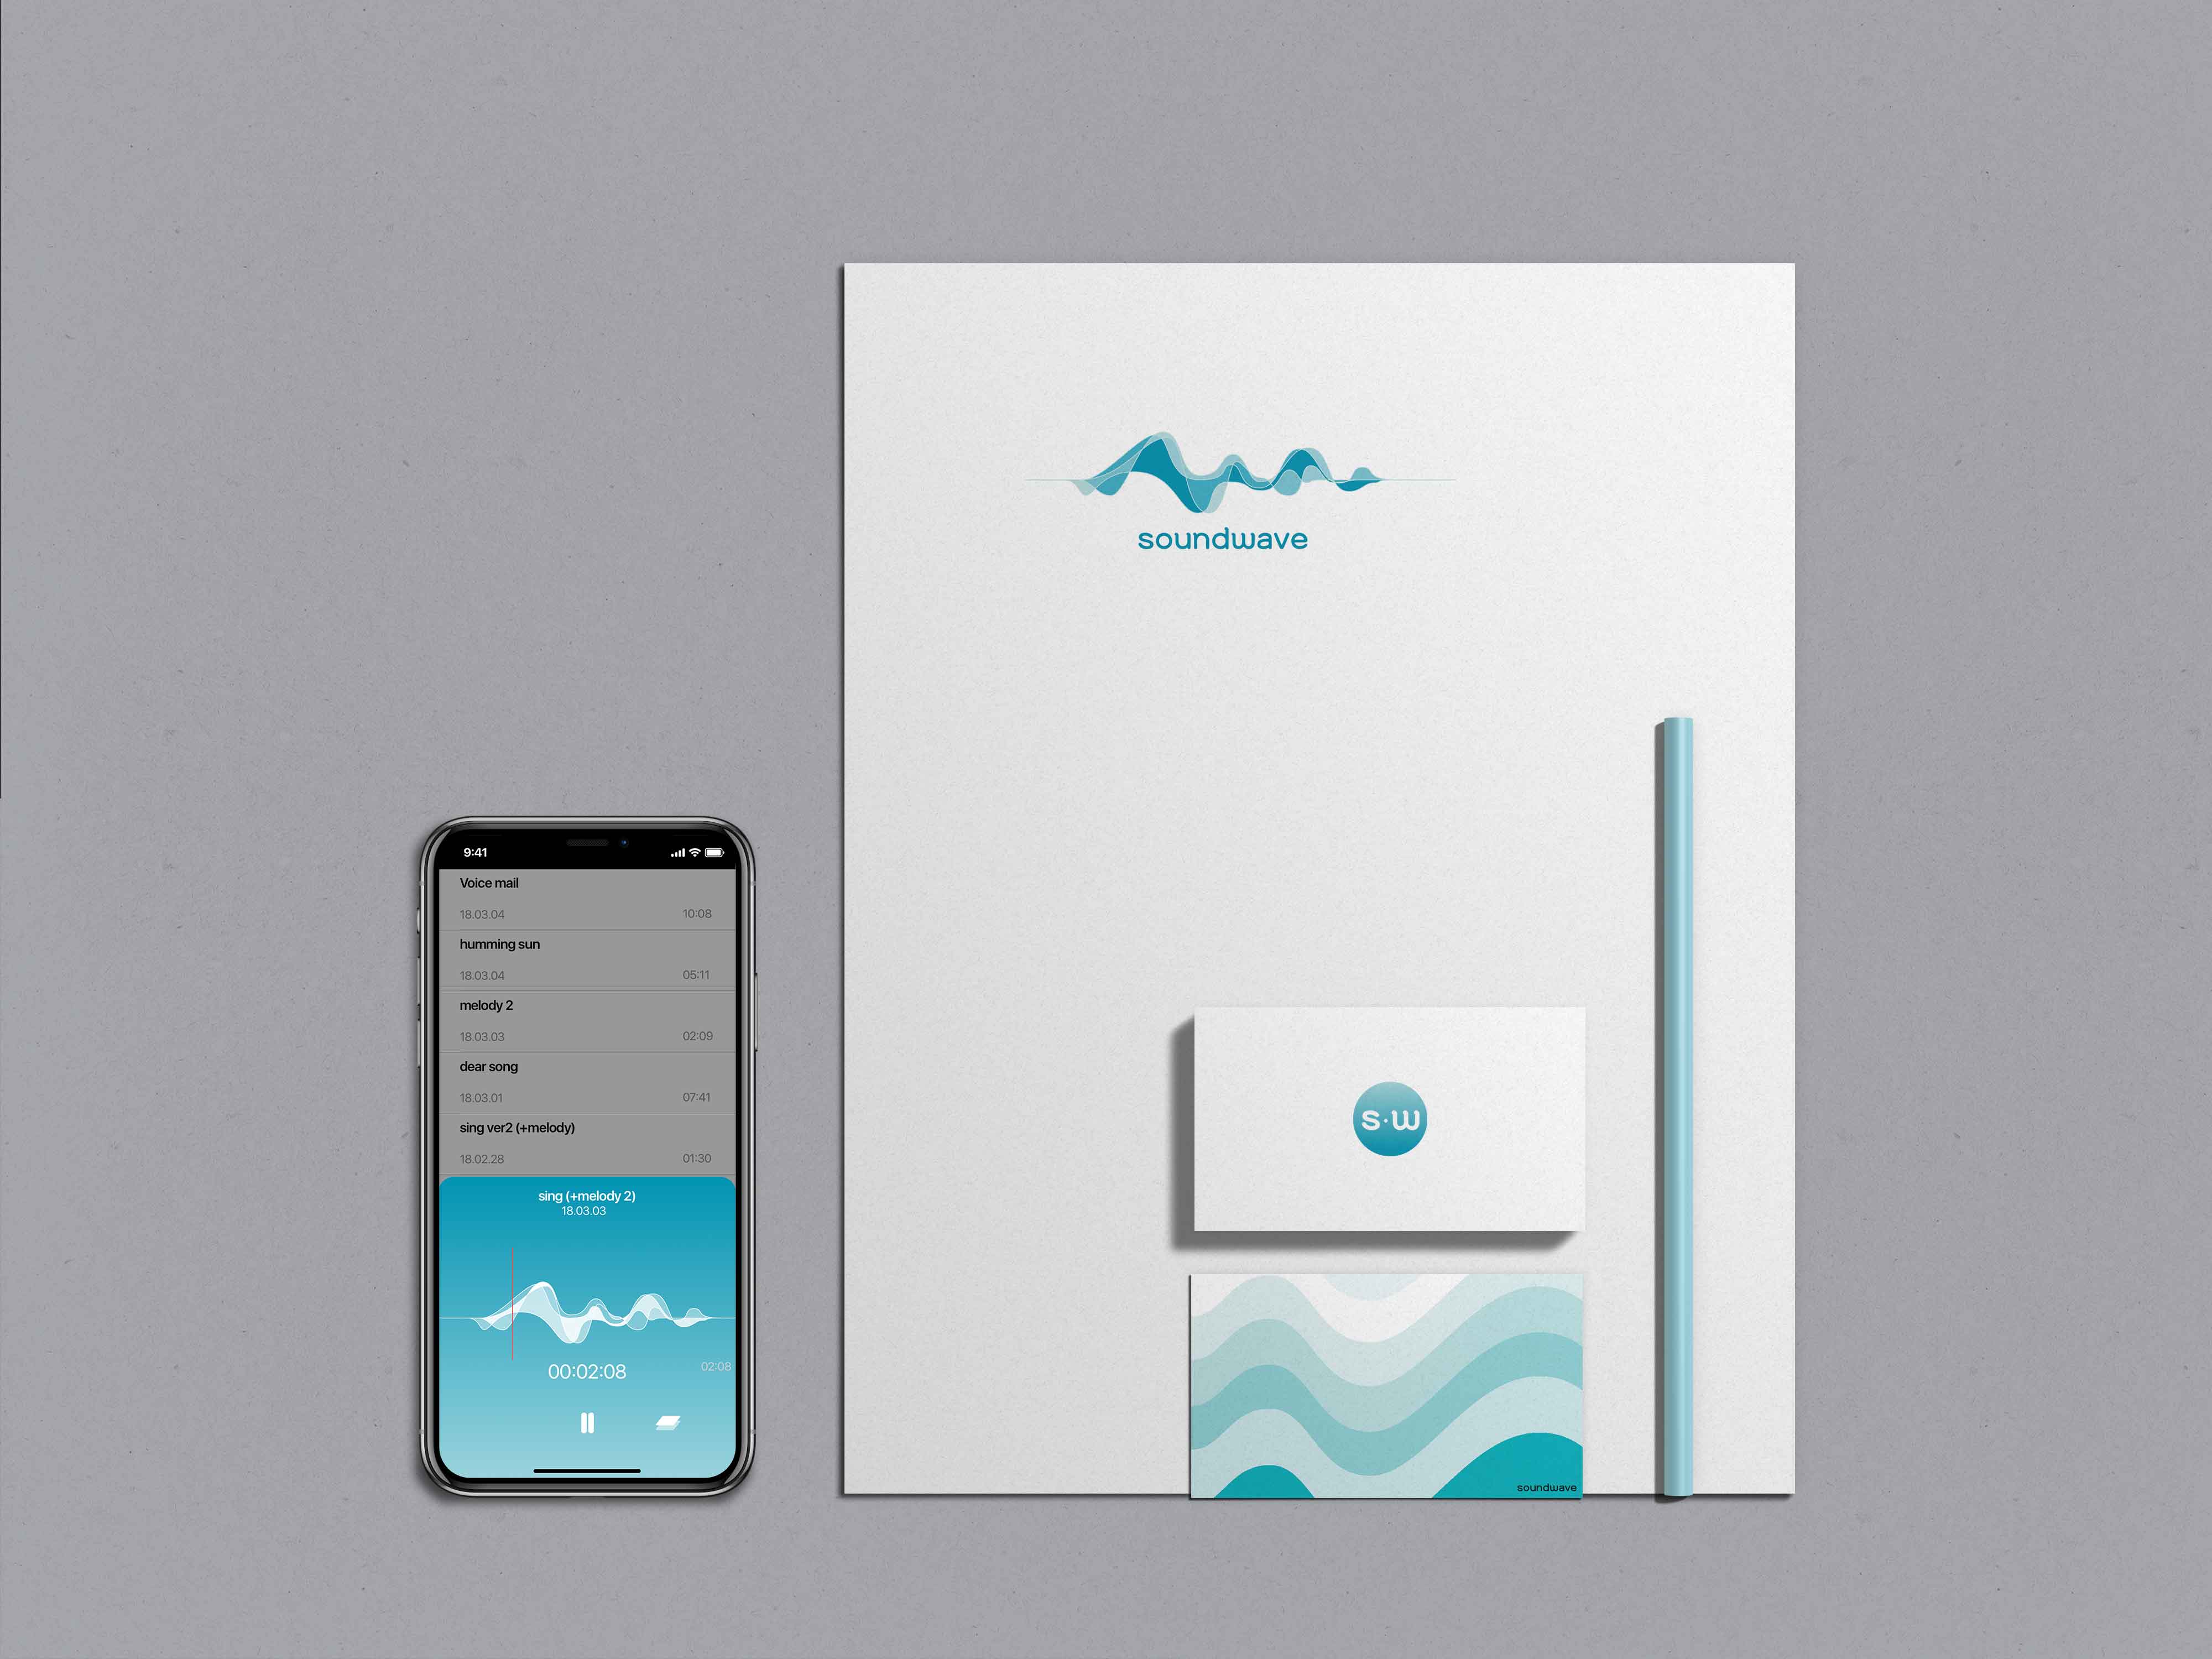 9:41
Voice mail
18.03.04 10:08
humming sun
18.03.04 05:11
melody 2
18.03.03 02:09
dear song
18.03.01 07:41
sing ver2 (+melody)
18.02.28 01:30
sing (+melody 2)
18.03.03
00:02:08 02:08
soundwave
s·w
soundwave